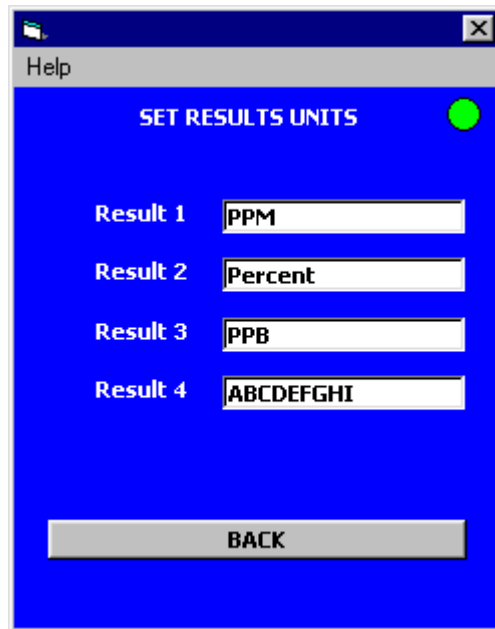 Help
SET RESULTS UNITS
Result 1 PPM
Result 2 Percent
Result 3 PPB
Result 4 ABCDEFGHI
BACK